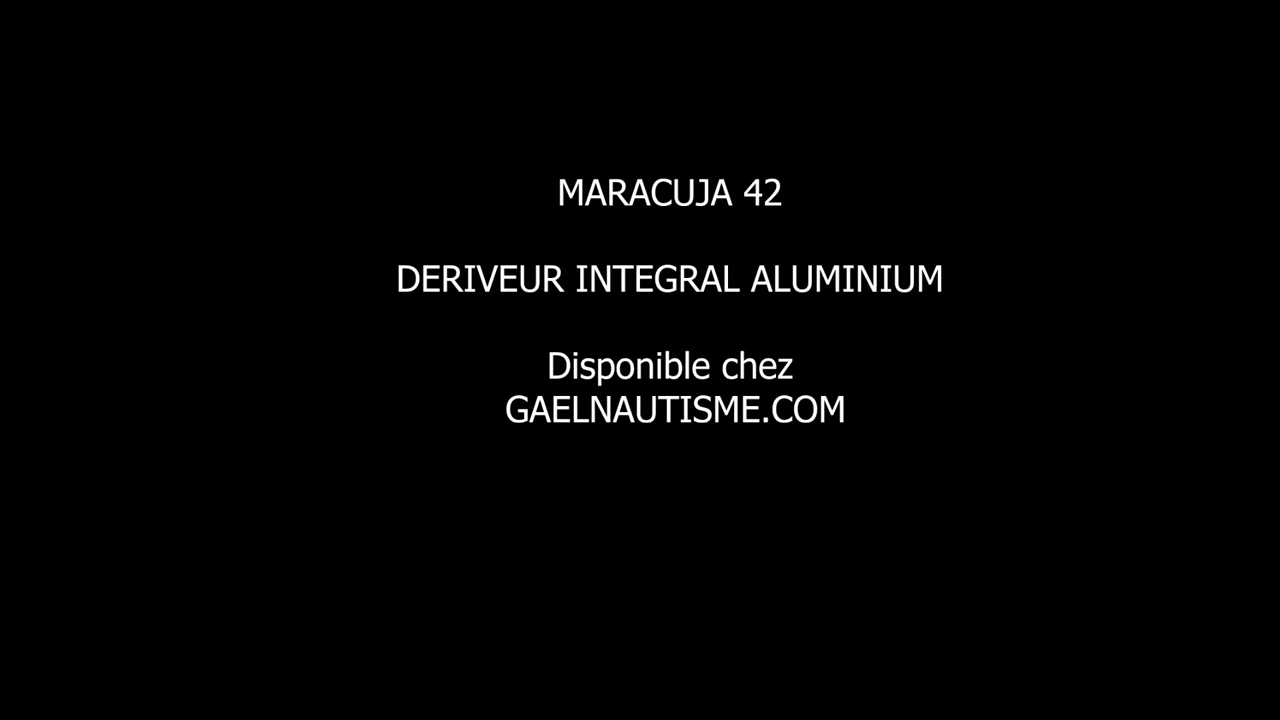 MARACUJA 42
DERIVEUR INTEGRAL ALUMINIUM
Disponible chez
GAELNAUTISME.COM